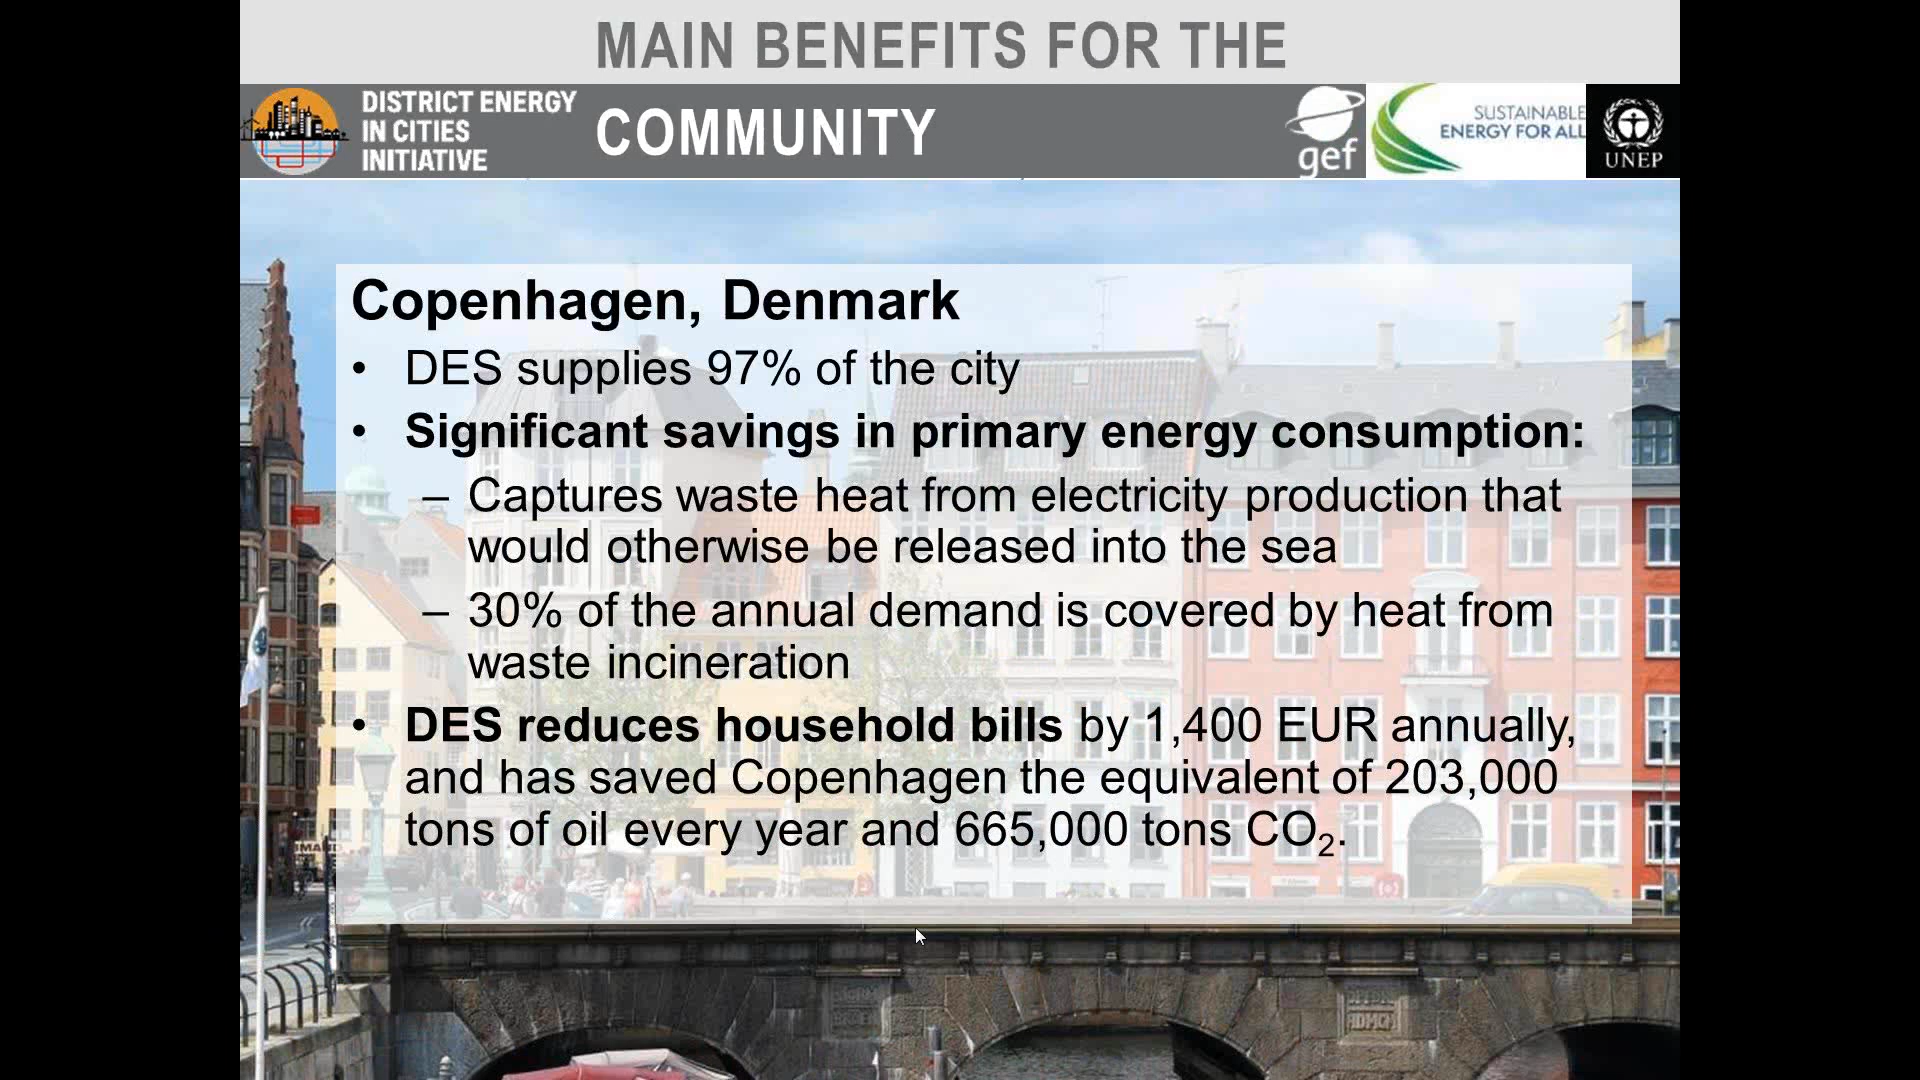 MAIN BENEFITS FOR THE
COMMUNITY
DISTRICT ENERGY
IN CITIES
INITIATIVE
gef
SUSTAINABLE
ENERGY FOR ALL
UNEP
Copenhagen, Denmark
• DES supplies 97% of the city
• Significant savings in primary energy consumption:
– Captures waste heat from electricity production that
would otherwise be released into the sea
– 30% of the annual demand is covered by heat from
waste incineration
• DES reduces household bills by 1,400 EUR annually,
and has saved Copenhagen the equivalent of 203,000
tons of oil every year and 665,000 tons CO₂.